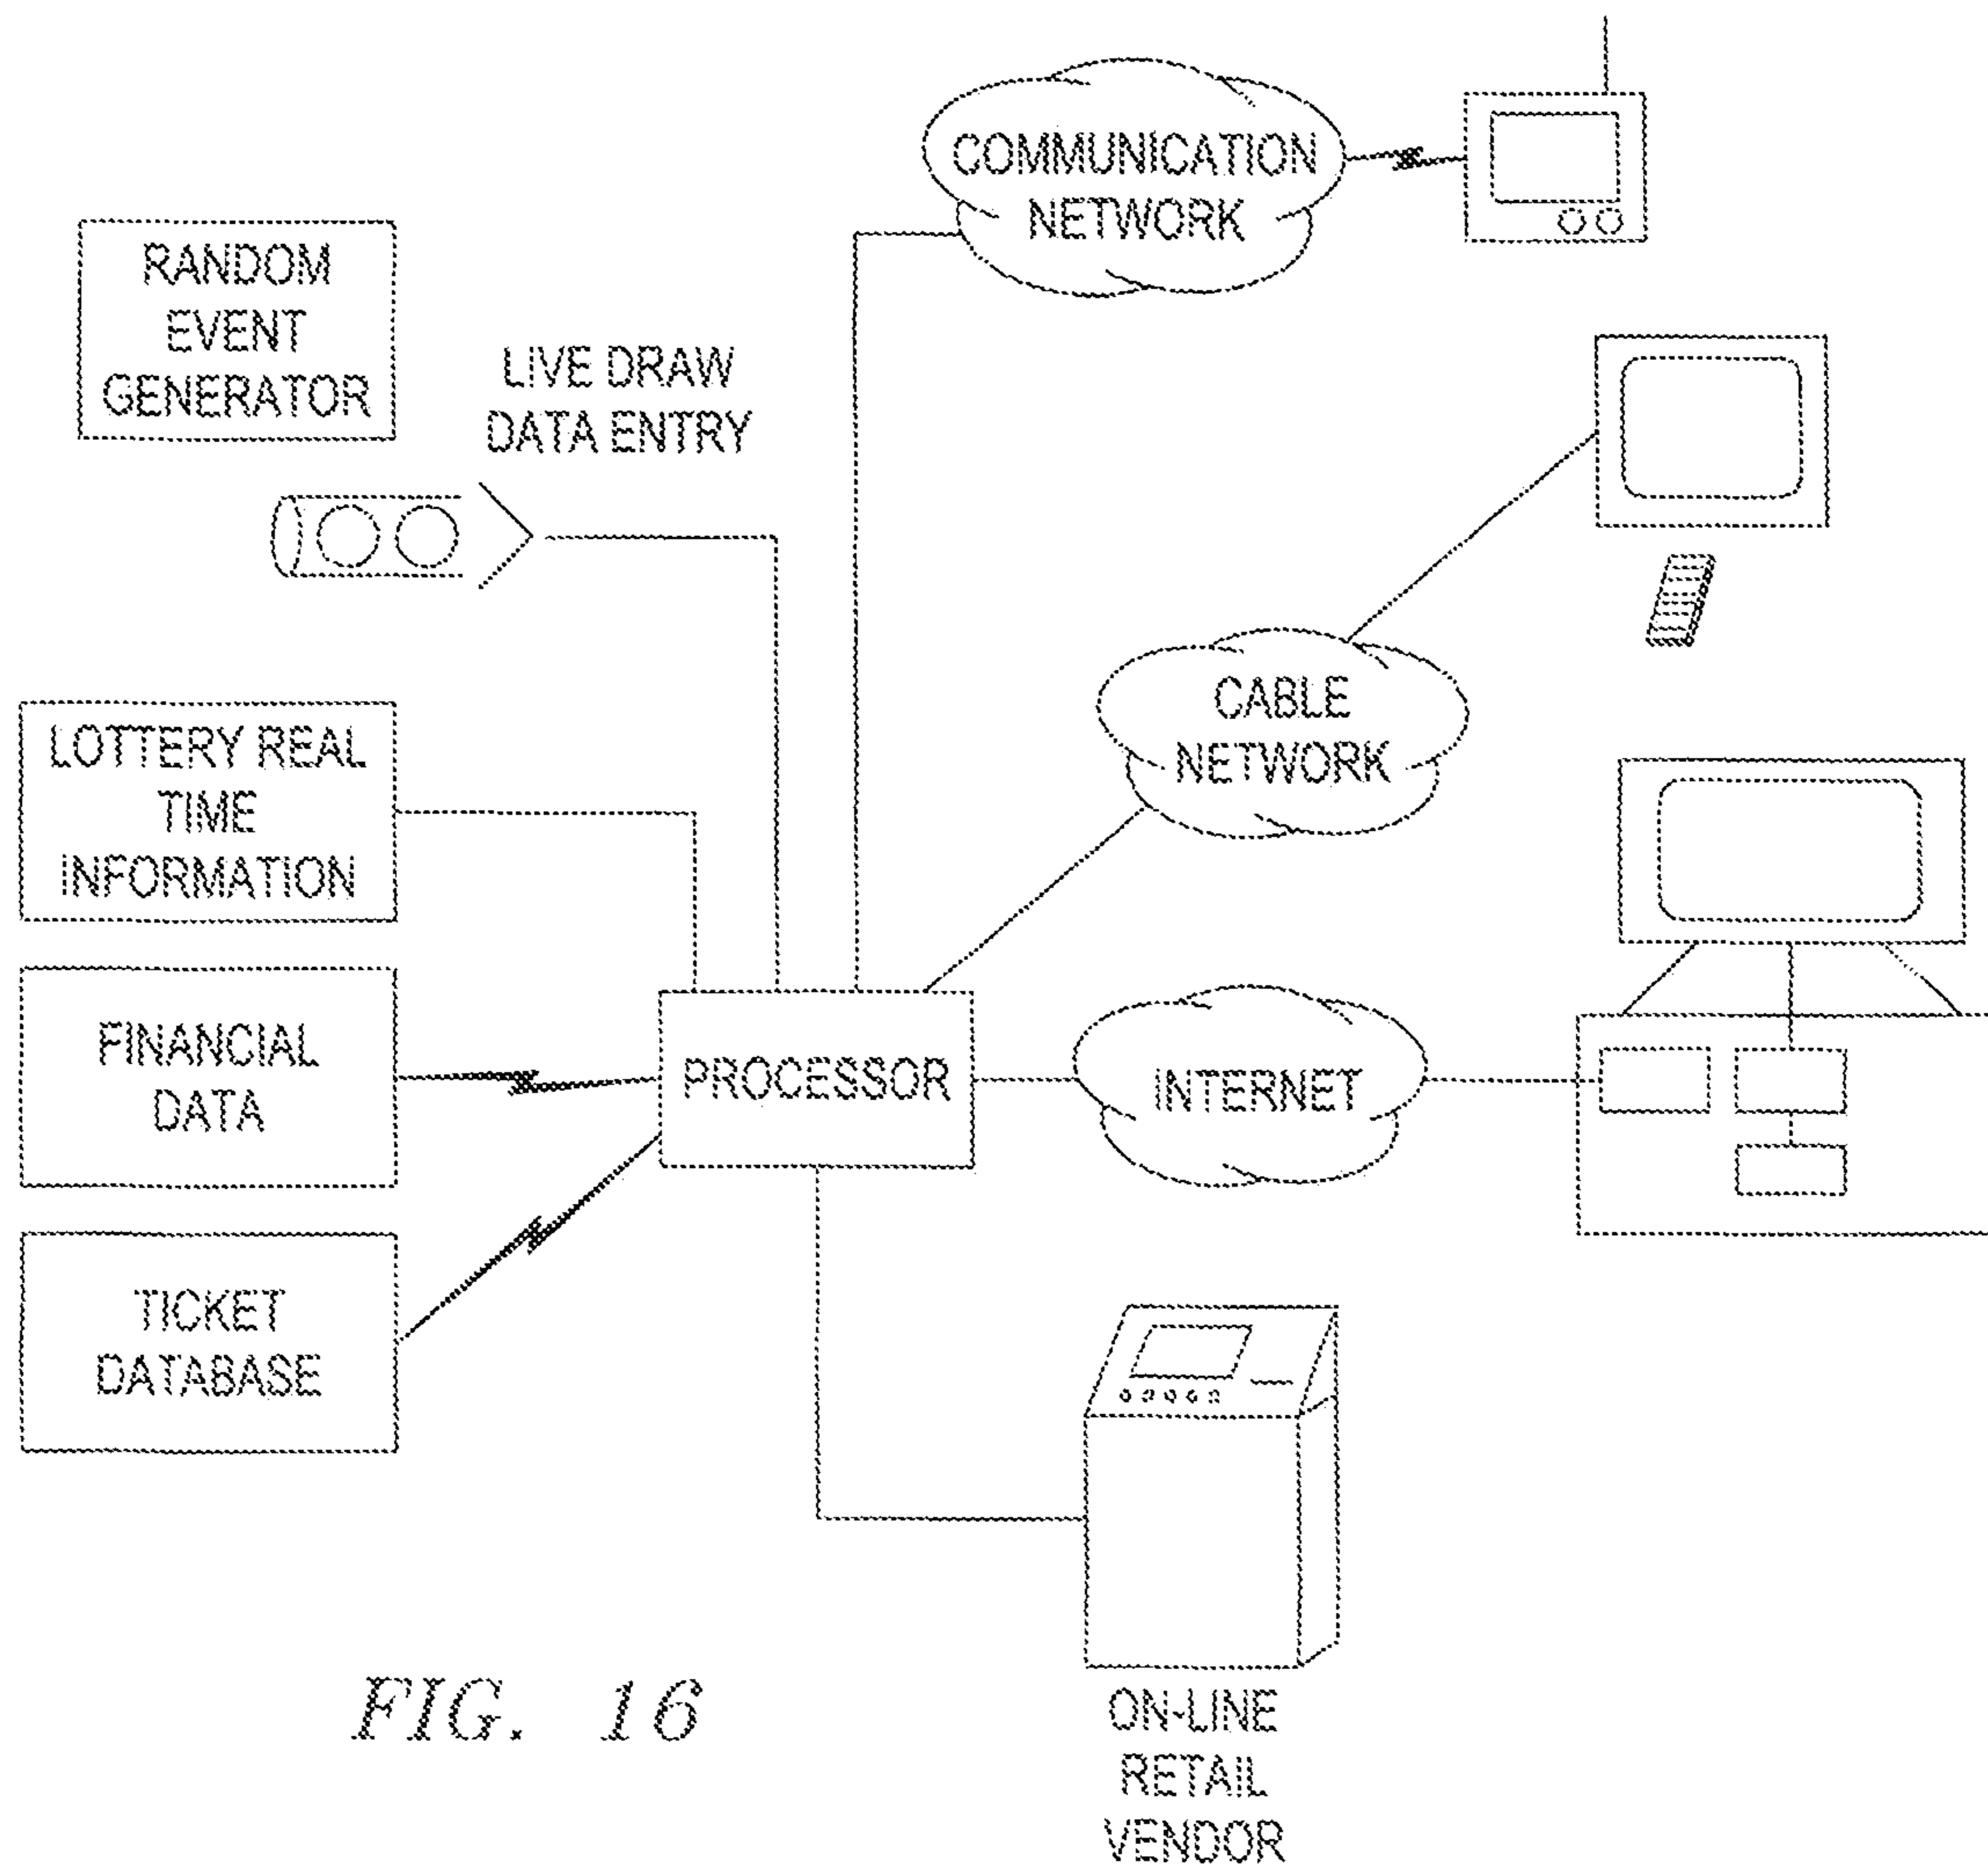 COMMUNICATION
NETWORK
RANDOM
EVENT
GENERATOR
LIVE DRAW
DATA ENTRY
CABLE
NETWORK
LOTTERY REAL
TIME
INFORMATION
FINANCIAL
DATA
PROCESSOR
INTERNET
TICKET
DATABASE
FIG. 16
ON-LINE
RETAIL
VENDOR